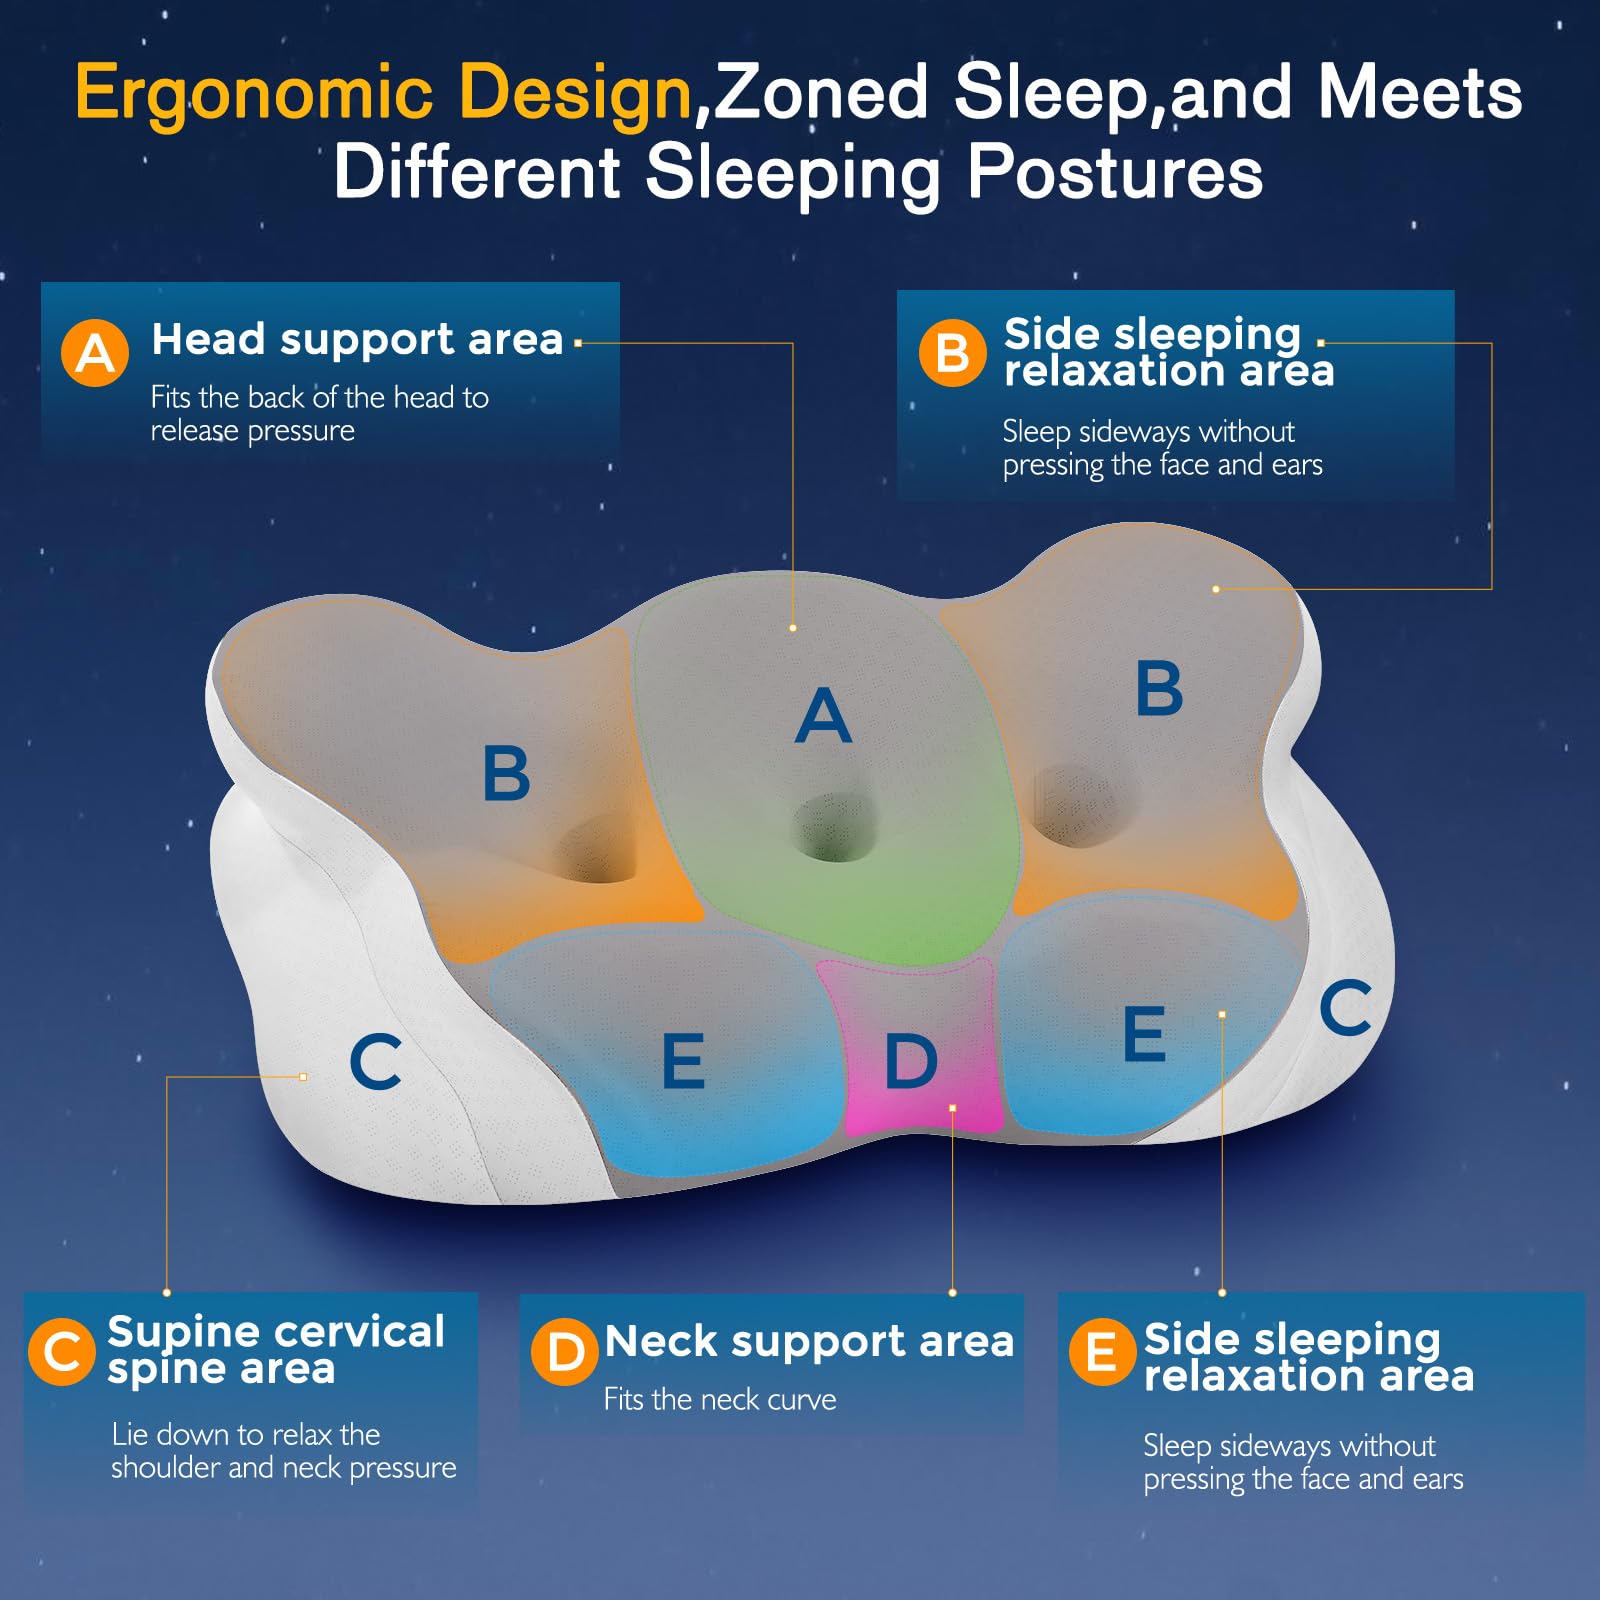 Ergonomic Design,Zoned Sleep,and Meets
Different Sleeping Postures
A
Head support area
Fits the back of the head to
release pressure
B
Side sleeping
relaxation area
Sleep sideways without
pressing the face and ears
B
A
B
C
E
D
E
C
C
Supine cervical
spine area
Lie down to relax the
shoulder and neck pressure
D
Neck support area
Fits the neck curve
E
Side sleeping
relaxation area
Sleep sideways without
pressing the face and ears